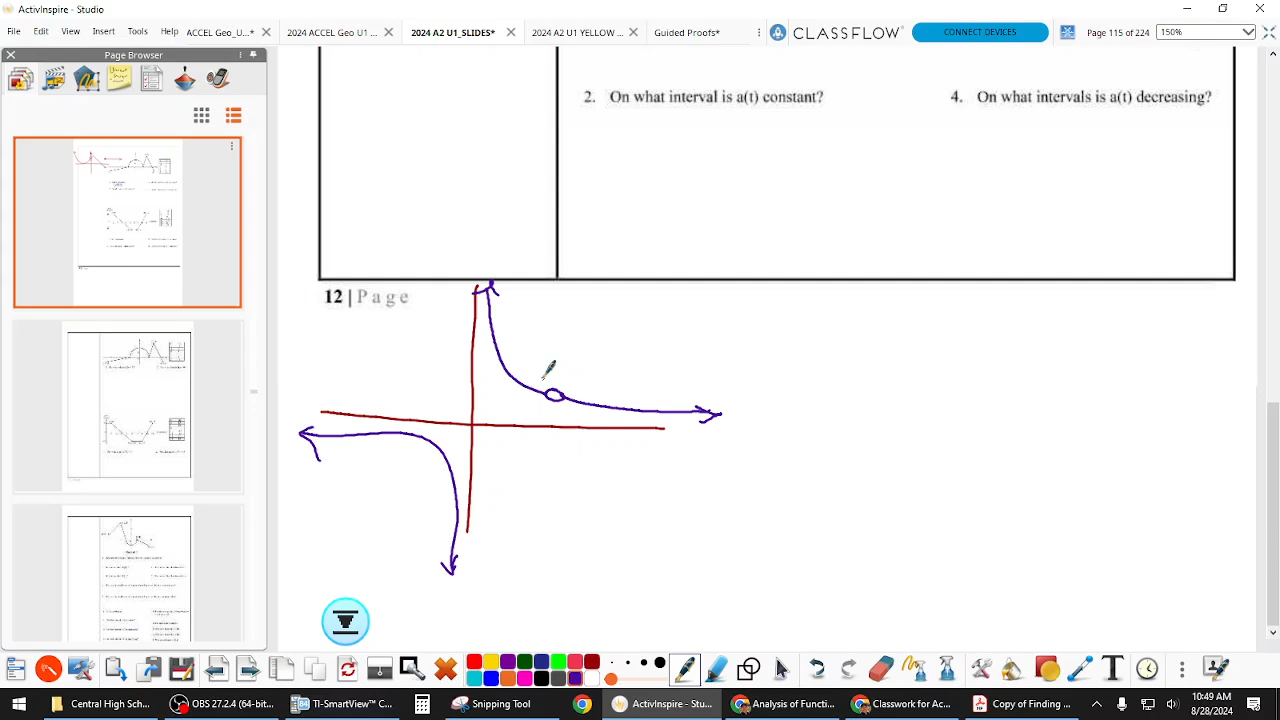 ActivInspire - Studio
File Edit View Insert Tools Help
ACCEL Geo_U...*
2024 ACCEL Geo U1 ...
2024 A2 U1_SLIDES*
2024 A2 U1 YELLOW ...
Guided Proofs*
CLASSFLOW
CONNECT DEVICES
Page 115 of 224
150%
Page Browser
2. On what interval is a(t) constant?
4. On what intervals is a(t) decreasing?
12 | Page
Central High Sch...
OBS 27.2.4 (64-bit...
TI-SmartView™ C...
Snipping Tool
ActivInspire - Stu...
Analysis of Functi...
Classwork for Ac...
Copy of Finding ...
10:49 AM
8/28/2024